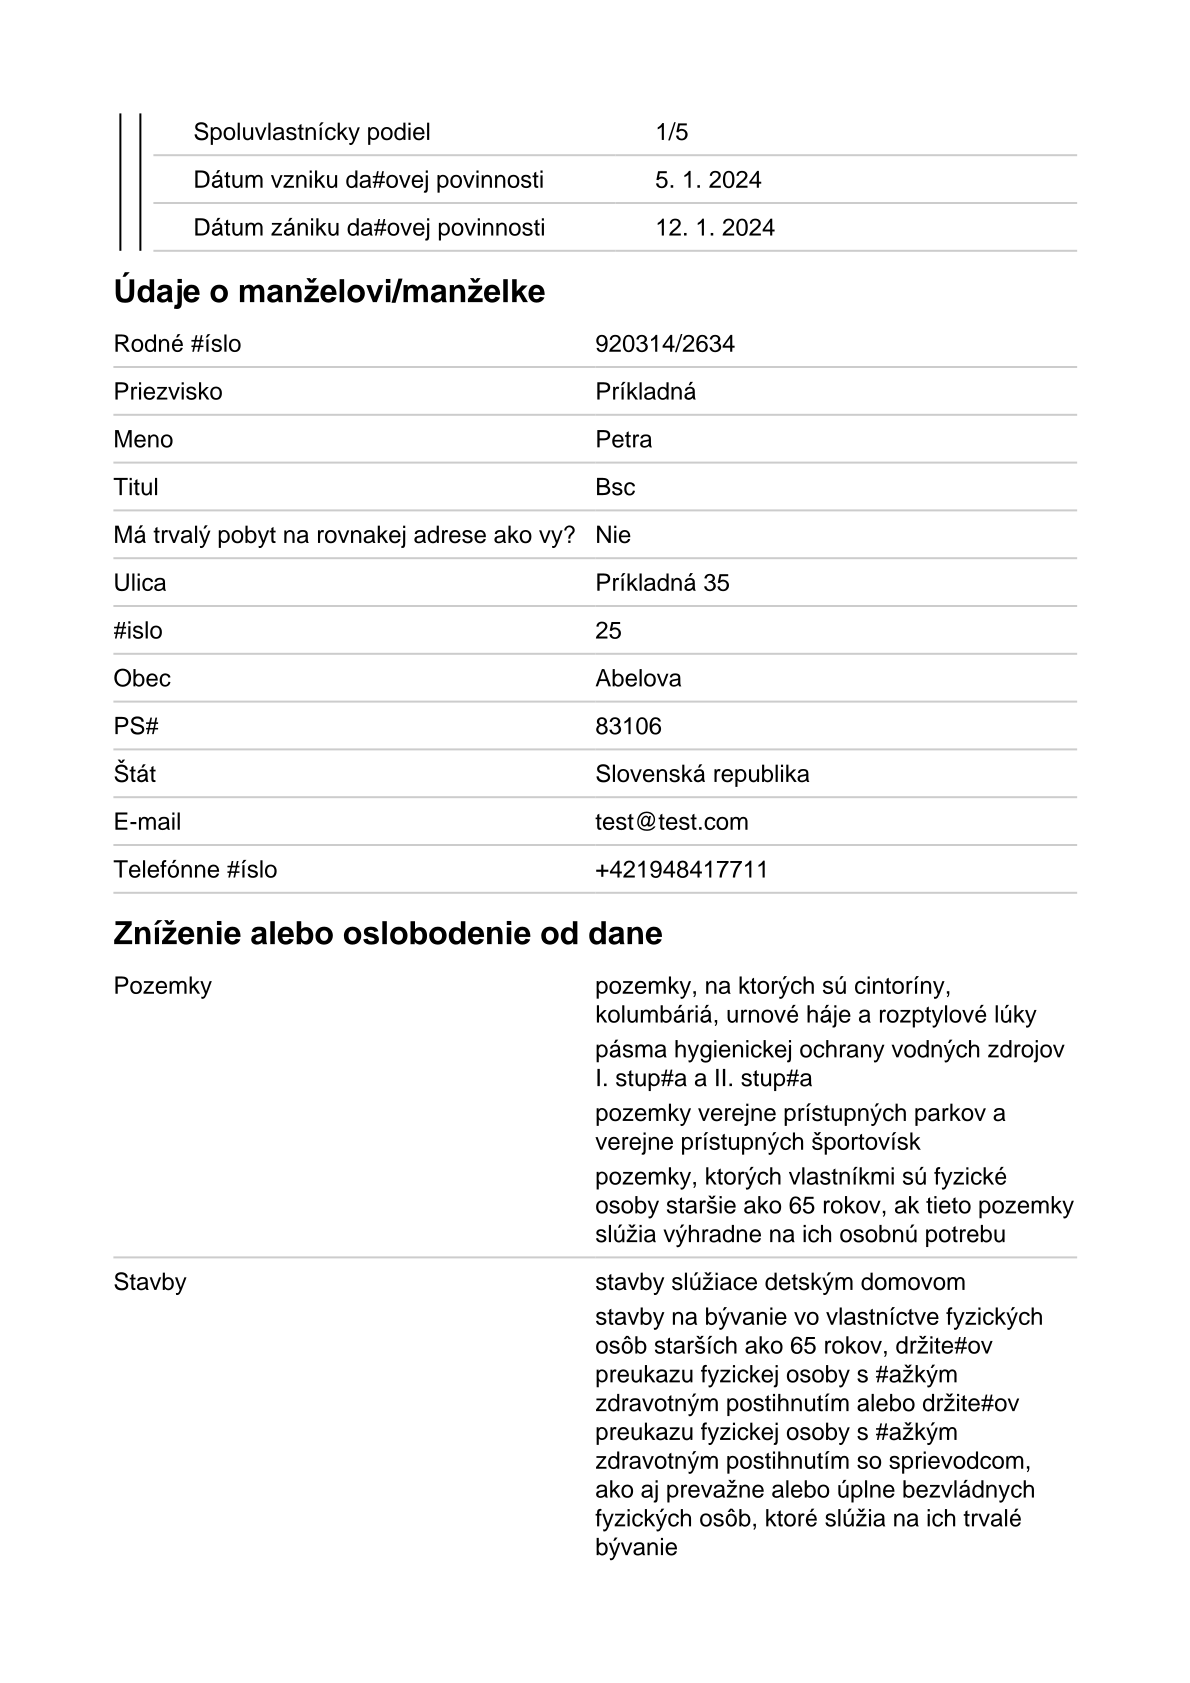 Spoluvlastnícky podiel 1/5
Dátum vzniku da#ovej povinnosti 5. 1. 2024
Dátum zániku da#ovej povinnosti 12. 1. 2024
Údaje o manželovi/manželke
Rodné #íslo 920314/2634
Priezvisko Príkladná
Meno Petra
Titul Bsc
Má trvalý pobyt na rovnakej adrese ako vy? Nie
Ulica Príkladná 35
#islo 25
Obec Abelova
PS# 83106
Štát Slovenská republika
E-mail test@test.com
Telefónne #íslo +421948417711
Zníženie alebo oslobodenie od dane
Pozemky pozemky, na ktorých sú cintoríny,
kolumbáriá, urnové háje a rozptylové lúky
pásma hygienickej ochrany vodných zdrojov
I. stup#a a II. stup#a
pozemky verejne prístupných parkov a
verejne prístupných športovísk
pozemky, ktorých vlastníkmi sú fyzické
osoby staršie ako 65 rokov, ak tieto pozemky
slúžia výhradne na ich osobnú potrebu
Stavby stavby slúžiace detským domovom
stavby na bývanie vo vlastníctve fyzických
osôb starších ako 65 rokov, držite#ov
preukazu fyzickej osoby s #ažkým
zdravotným postihnutím alebo držite#ov
preukazu fyzickej osoby s #ažkým
zdravotným postihnutím so sprievodcom,
ako aj prevažne alebo úplne bezvládnych
fyzických osôb, ktoré slúžia na ich trvalé
bývanie